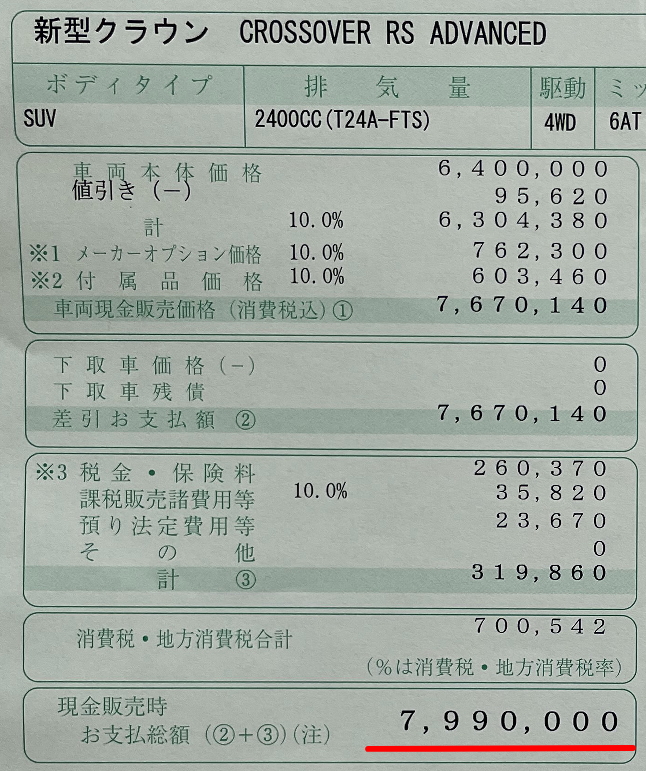 新型クラウン CROSSOVER RS ADVANCED
ボディタイプ 排気量 駆動 ミッ
SUV 2400CC(T24A-FTS) 4WD 6AT
車両本体価格 6,400,000
値引き(-) 95,620
計 10.0% 6,304,380
※1 メーカーオプション価格 10.0% 762,300
※2 付属品価格 10.0% 603,460
車両現金販売価格(消費税込)① 7,670,140
下取車価格(-) 0
下取車残債 0
差引お支払額 ② 7,670,140
※3 税金・保険料 260,370
課税販売諸費用等 10.0% 35,820
預り法定費用等 23,670
その他 0
計 ③ 319,860
消費税・地方消費税合計 700,542
(%は消費税・地方消費税率)
現金販売時
お支払総額(②+③)(注) 7,990,000